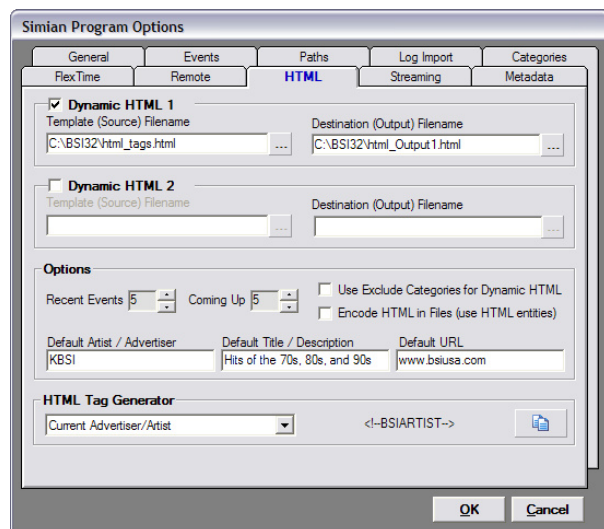 Simian Program Options
General Events Paths Log Import Categories
FlexTime Remote HTML Streaming Metadata
Dynamic HTML 1
Template (Source) Filename Destination (Output) Filename
C:\BSI32\html_tags.html ... C:\BSI32\html_Output1.html ...
Dynamic HTML 2
Template (Source) Filename Destination (Output) Filename
... ...
Options
Recent Events 5 Coming Up 5 Use Exclude Categories for Dynamic HTML
Encode HTML in Files (use HTML entities)
Default Artist / Advertiser Default Title / Description Default URL
KBSI Hits of the 70s, 80s, and 90s www.bsiusa.com
HTML Tag Generator
Current Advertiser/Artist <!--BSIARTIST-->
OK Cancel